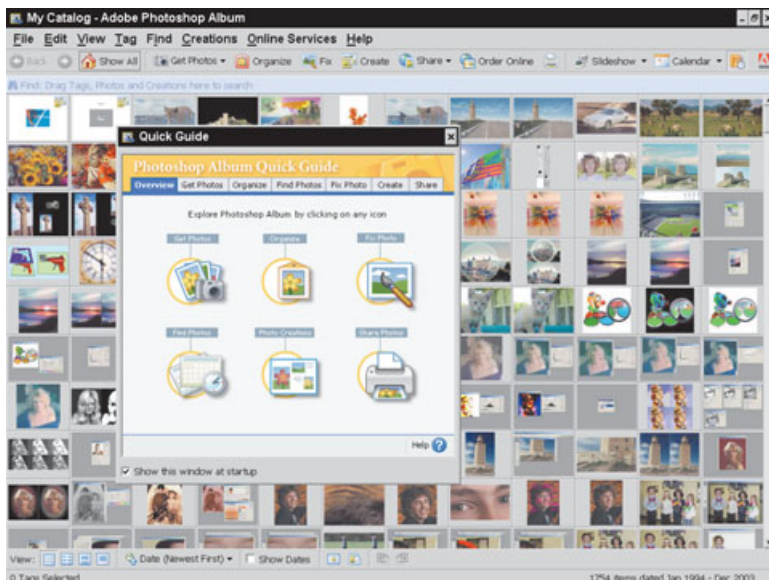 My Catalog - Adobe Photoshop Album
File Edit View Tag Find Creations Online Services Help
Back Show All Get Photos Organize Fix Create Share Order Online Slideshow Calendar
Find: Drag Tags, Photos and Creations here to search
Quick Guide
Photoshop Album Quick Guide
Overview Get Photos Organize Find Photos Fix Photo Create Share
Explore Photoshop Album by clicking on any icon
Get Photos Organize Fix Photo
Find Photos Photo Creations Share Photos
Help ?
Show this window at startup
View: Date (Newest First) Show Dates
0 Tags Selected 1754 items dated Jan 1994 - Dec 2003